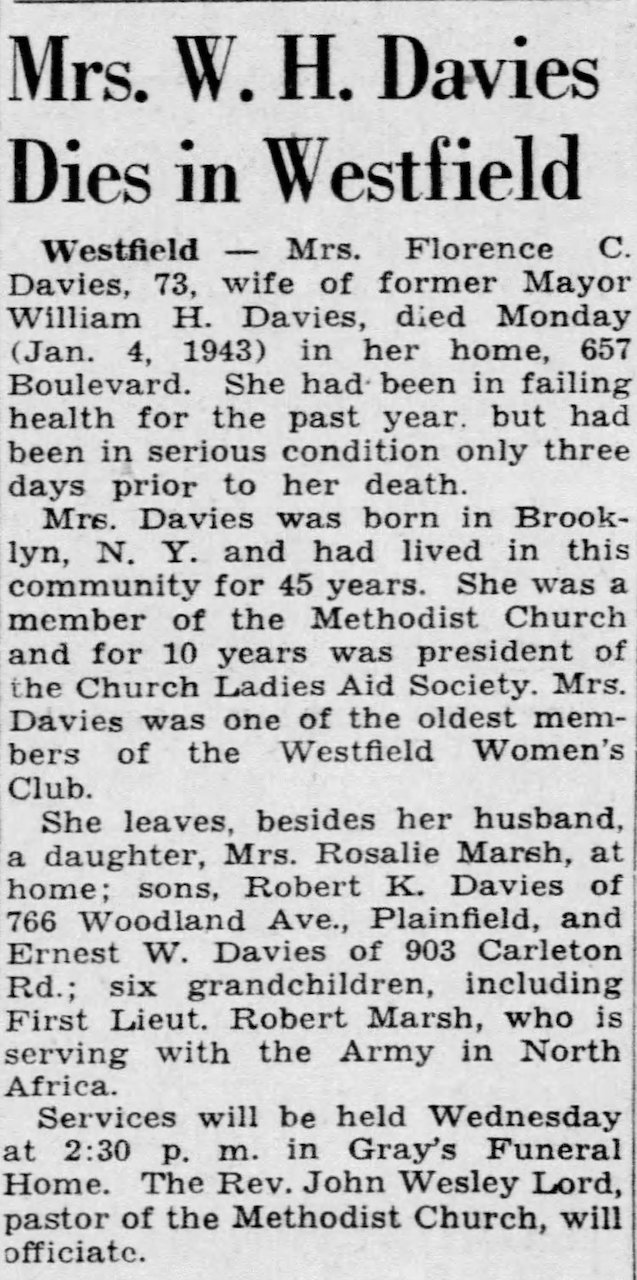 Mrs. W. H. Davies
Dies in Westfield
Westfield — Mrs. Florence C.
Davies, 73, wife of former Mayor
William H. Davies, died Monday
(Jan. 4, 1943) in her home, 657
Boulevard. She had been in failing
health for the past year. but had
been in serious condition only three
days prior to her death.
Mrs. Davies was born in Brook-
lyn, N. Y. and had lived in this
community for 45 years. She was a
member of the Methodist Church
and for 10 years was president of
the Church Ladies Aid Society. Mrs.
Davies was one of the oldest mem-
bers of the Westfield Women's
Club.
She leaves, besides her husband,
a daughter, Mrs. Rosalie Marsh, at
home; sons, Robert K. Davies of
766 Woodland Ave., Plainfield, and
Ernest W. Davies of 903 Carleton
Rd.; six grandchildren, including
First Lieut. Robert Marsh, who is
serving with the Army in North
Africa.
Services will be held Wednesday
at 2:30 p. m. in Gray's Funeral
Home. The Rev. John Wesley Lord,
pastor of the Methodist Church, will
officiate.